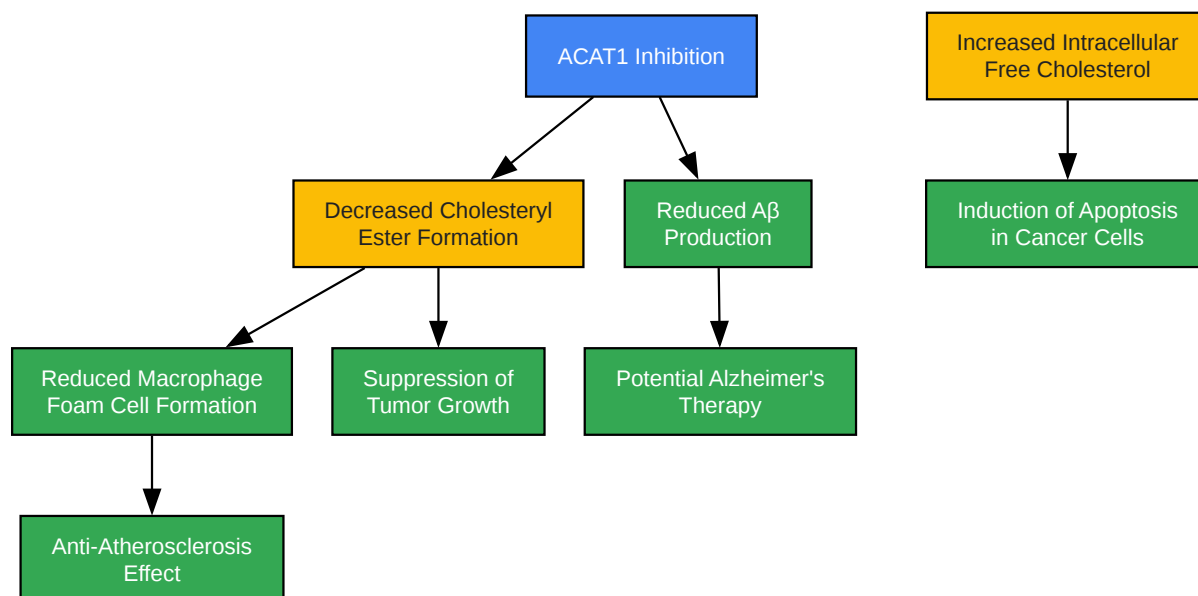 ACAT1 Inhibition
Increased Intracellular
Free Cholesterol
Decreased Cholesteryl
Ester Formation
Reduced Aβ
Production
Induction of Apoptosis
in Cancer Cells
Reduced Macrophage
Foam Cell Formation
Suppression of
Tumor Growth
Potential Alzheimer's
Therapy
Anti-Atherosclerosis
Effect